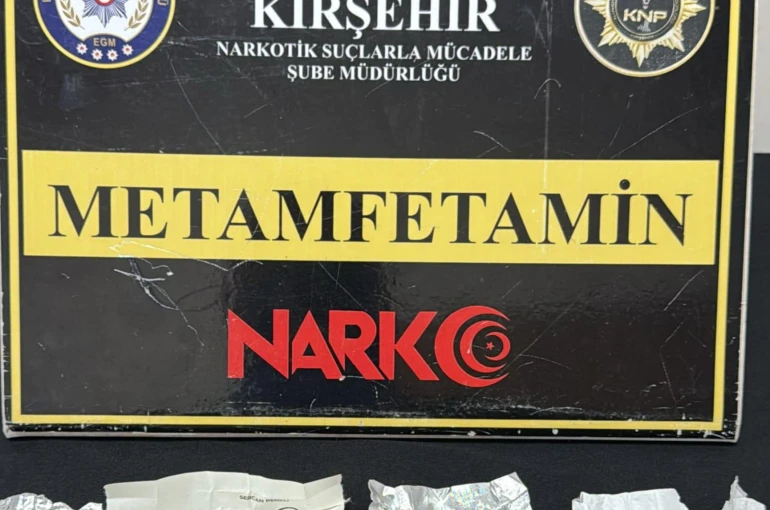 KIRŞEHİR
NARKOTİK SUÇLARLA MÜCADELE
ŞUBE MÜDÜRLÜĞÜ
EGM
KNP
METAMFETAMİN
NARKO